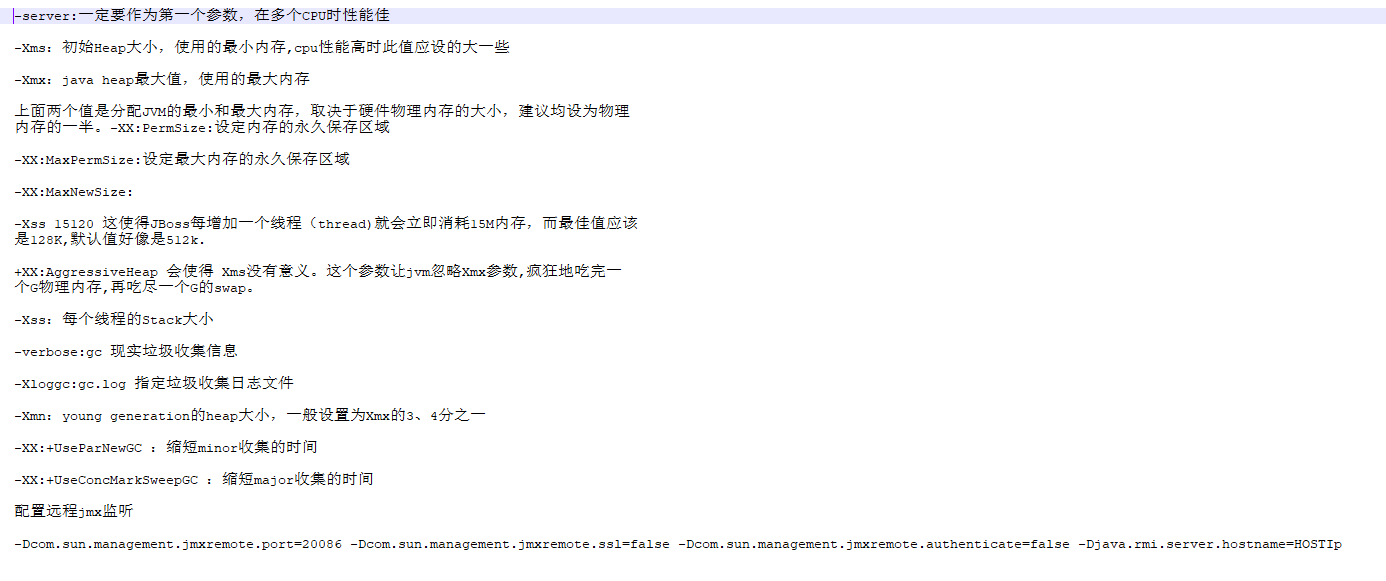 -server:一定要作为第一个参数，在多个CPU时性能佳
-Xms：初始Heap大小，使用的最小内存,cpu性能高时此值应设的大一些
-Xmx：java heap最大值，使用的最大内存
上面两个值是分配JVM的最小和最大内存，取决于硬件物理内存的大小，建议均设为物理
内存的一半。-XX:PermSize:设定内存的永久保存区域
-XX:MaxPermSize:设定最大内存的永久保存区域
-XX:MaxNewSize:
-Xss 15120 这使得JBoss每增加一个线程（thread)就会立即消耗15M内存，而最佳值应该
是128K,默认值好像是512k.
+XX:AggressiveHeap 会使得 Xms没有意义。这个参数让jvm忽略Xmx参数,疯狂地吃完一
个G物理内存,再吃尽一个G的swap。
-Xss：每个线程的Stack大小
-verbose:gc 现实垃圾收集信息
-Xloggc:gc.log 指定垃圾收集日志文件
-Xmn：young generation的heap大小，一般设置为Xmx的3、4分之一
-XX:+UseParNewGC ：缩短minor收集的时间
-XX:+UseConcMarkSweepGC ：缩短major收集的时间
配置远程jmx监听
-Dcom.sun.management.jmxremote.port=20086 -Dcom.sun.management.jmxremote.ssl=false -Dcom.sun.management.jmxremote.authenticate=false -Djava.rmi.server.hostname=HOSTIp